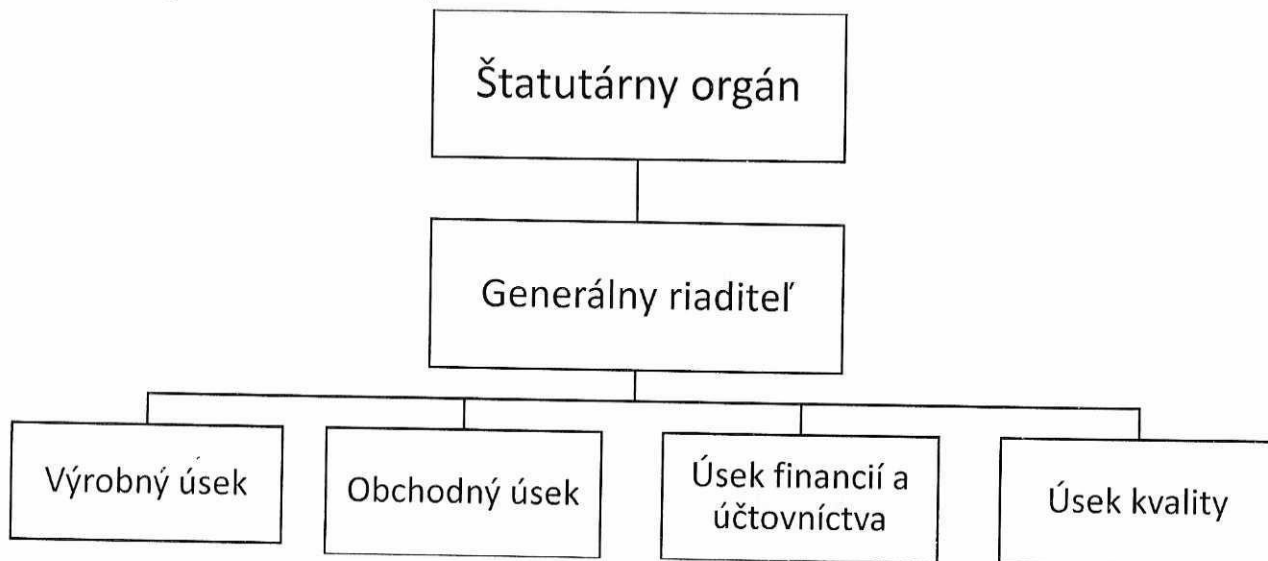 Štatutárny orgán
Generálny riaditeľ
Výrobný úsek
Obchodný úsek
Úsek financií a
účtovníctva
Úsek kvality